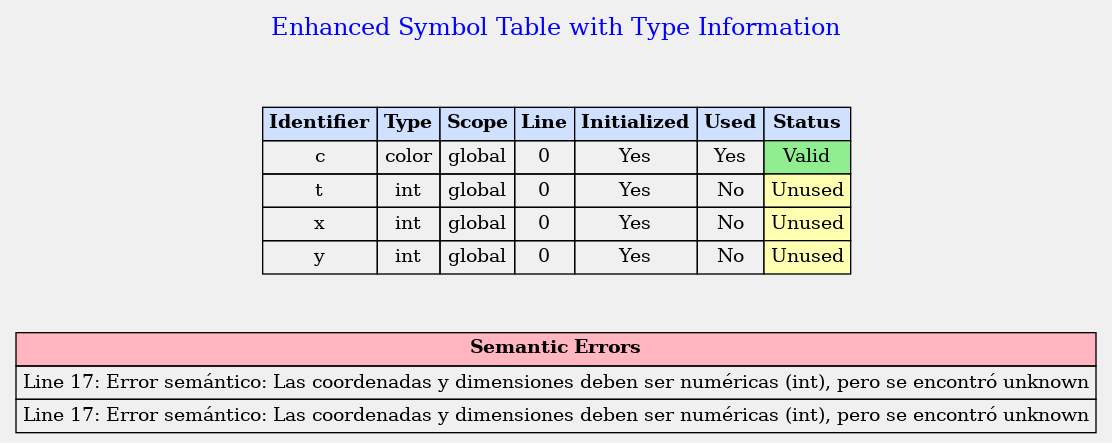 Enhanced Symbol Table with Type Information
Identifier Type Scope Line Initialized Used Status
c color global 0 Yes Yes Valid
t int global 0 Yes No Unused
x int global 0 Yes No Unused
y int global 0 Yes No Unused
Semantic Errors
Line 17: Error semántico: Las coordenadas y dimensiones deben ser numéricas (int), pero se encontró unknown
Line 17: Error semántico: Las coordenadas y dimensiones deben ser numéricas (int), pero se encontró unknown